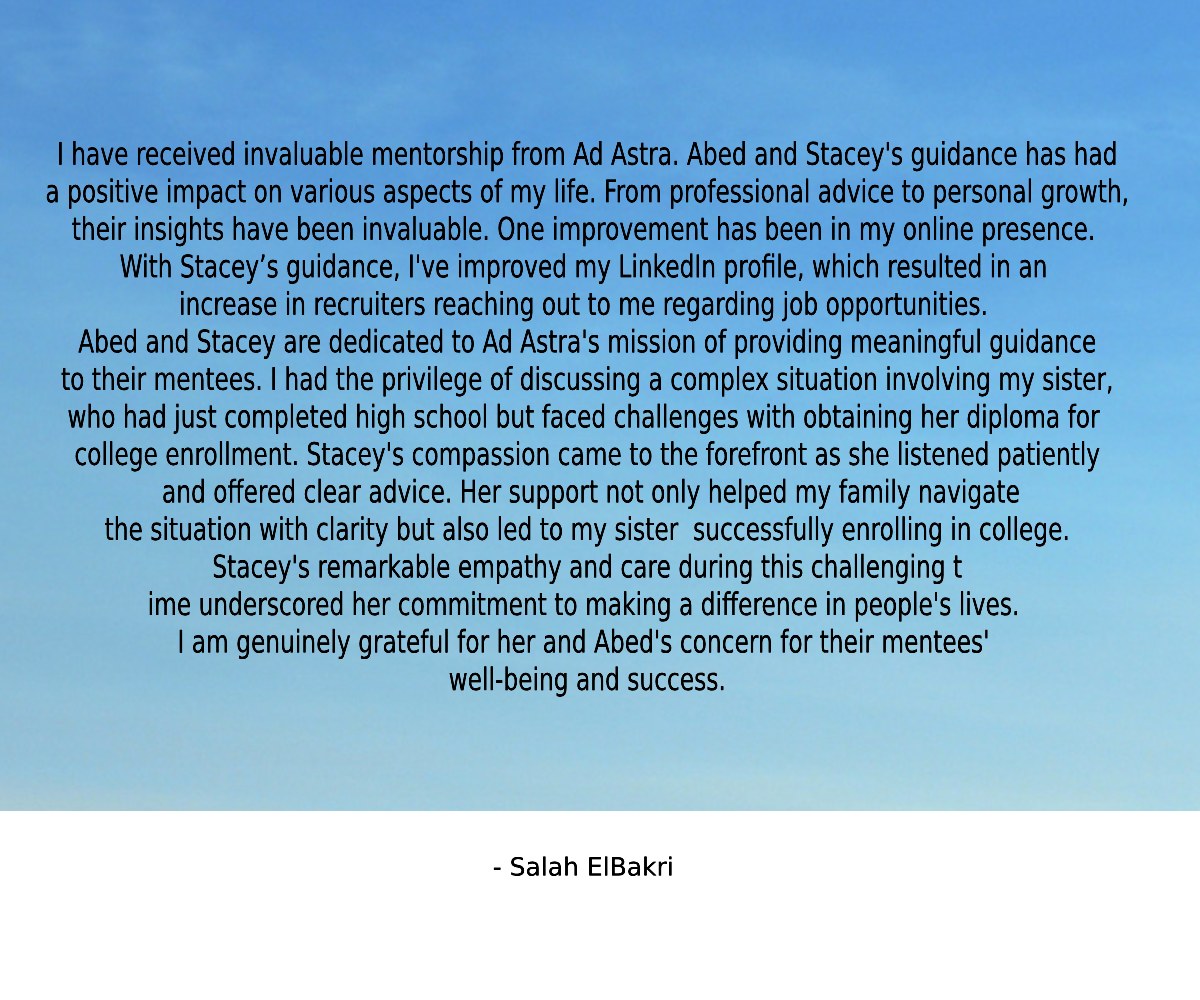 I have received invaluable mentorship from Ad Astra. Abed and Stacey's guidance has had
a positive impact on various aspects of my life. From professional advice to personal growth,
their insights have been invaluable. One improvement has been in my online presence.
With Stacey’s guidance, I've improved my LinkedIn profile, which resulted in an
increase in recruiters reaching out to me regarding job opportunities.
Abed and Stacey are dedicated to Ad Astra's mission of providing meaningful guidance
to their mentees. I had the privilege of discussing a complex situation involving my sister,
who had just completed high school but faced challenges with obtaining her diploma for
college enrollment. Stacey's compassion came to the forefront as she listened patiently
and offered clear advice. Her support not only helped my family navigate
the situation with clarity but also led to my sister  successfully enrolling in college.
Stacey's remarkable empathy and care during this challenging t
ime underscored her commitment to making a difference in people's lives.
I am genuinely grateful for her and Abed's concern for their mentees'
well-being and success.
- Salah ElBakri